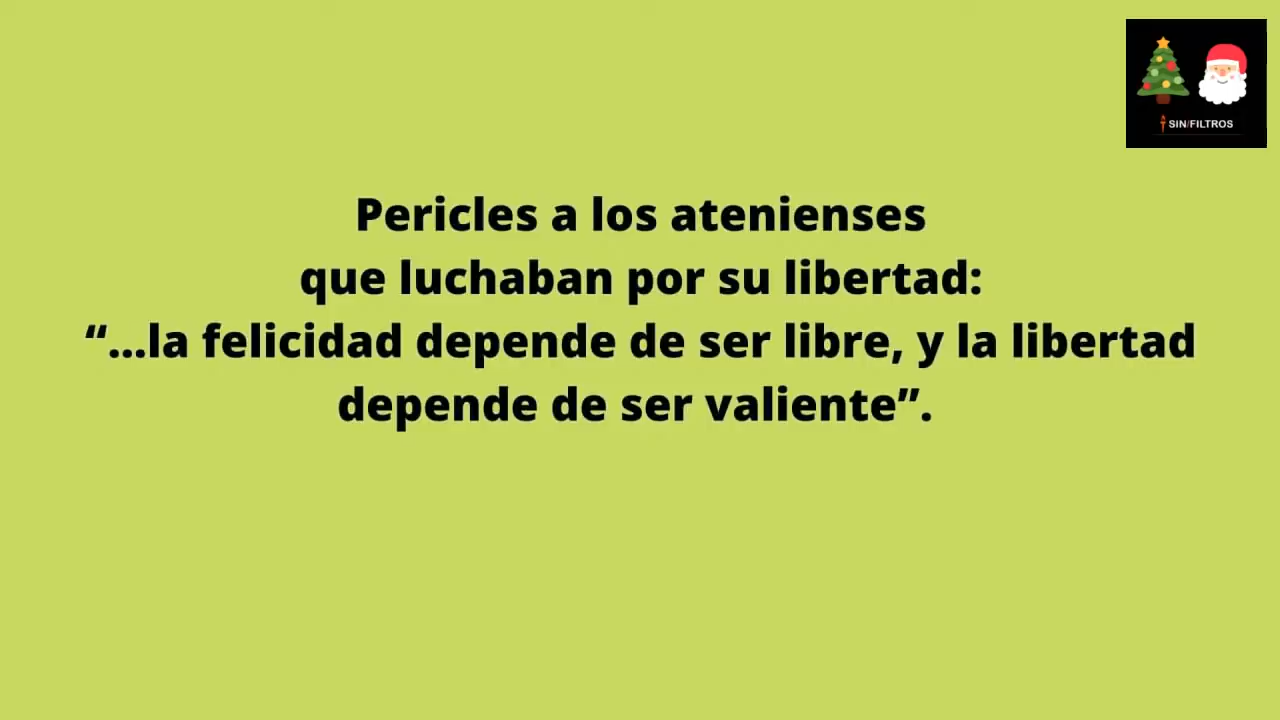 SIN/FILTROS
Pericles a los atenienses
que luchaban por su libertad:
“...la felicidad depende de ser libre, y la libertad
depende de ser valiente”.